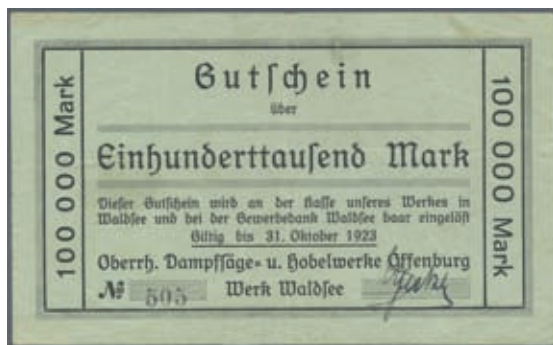 100 000 Mark
Gutschein
über
Einhunderttausend Mark
Dieser Gutschein wird an der Kasse unseres Werkes in
Waldsee und bei der Gewerbebank Waldsee baar eingelöst
Giltig bis 31. Oktober 1923
Oberrh. Dampfsäge- u. Hobelwerke Offenburg
№ 505 Werk Waldsee
100 000 Mark